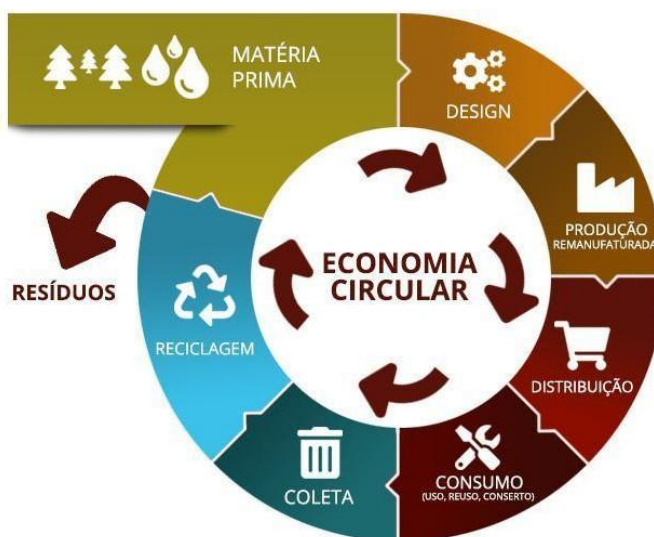 MATÉRIA
PRIMA
DESIGN
PRODUÇÃO
REMANUFATURADA
DISTRIBUIÇÃO
CONSUMO
(USO, REUSO, CONSERTO)
COLETA
RECICLAGEM
RESÍDUOS
ECONOMIA
CIRCULAR